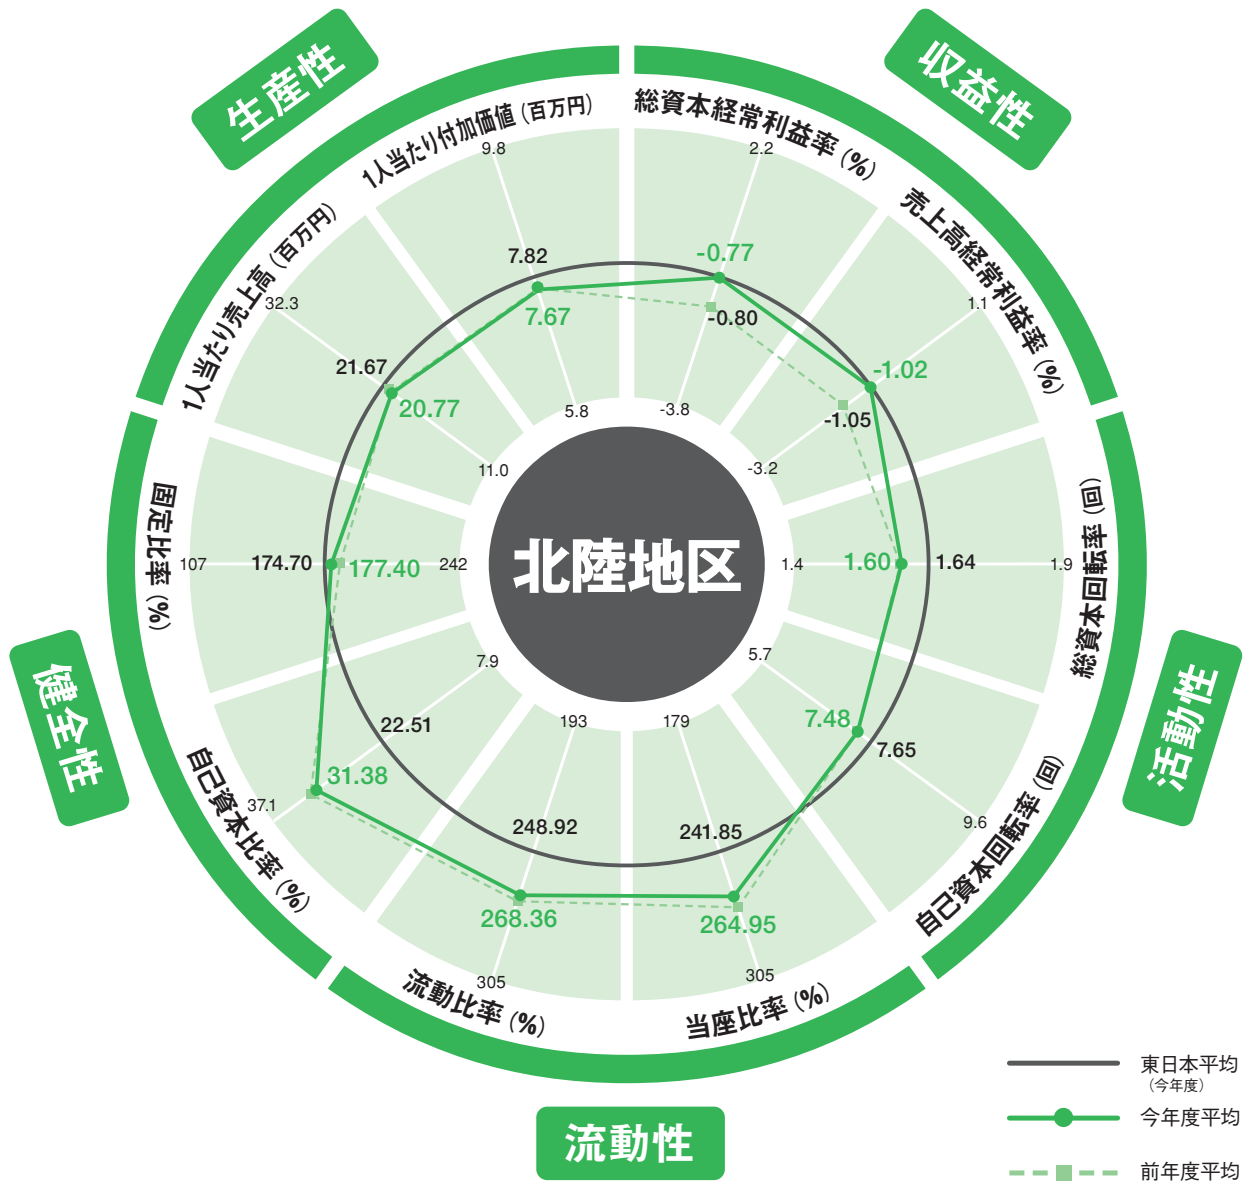 生産性
収益性
1人当たり付加価値(百万円)
総資本経常利益率(%)
9.8
2.2
1人当たり売上高(百万円)
売上高経常利益率(%)
32.3
1.1
7.82
-0.77
7.67
-0.80
21.67
-1.02
20.77
-1.05
5.8
-3.8
11.0
-3.2
固定比率(%)
総資本回転率(回)
107
174.70
177.40
242
北陸地区
1.4
1.60
1.64
1.9
健全性
活動性
7.9
5.7
22.51
7.48
7.65
193
179
31.38
37.1
9.6
自己資本比率(%)
自己資本回転率(回)
248.92
241.85
268.36
264.95
305
305
流動比率(%)
当座比率(%)
流動性
東日本平均
(今年度)
今年度平均
前年度平均